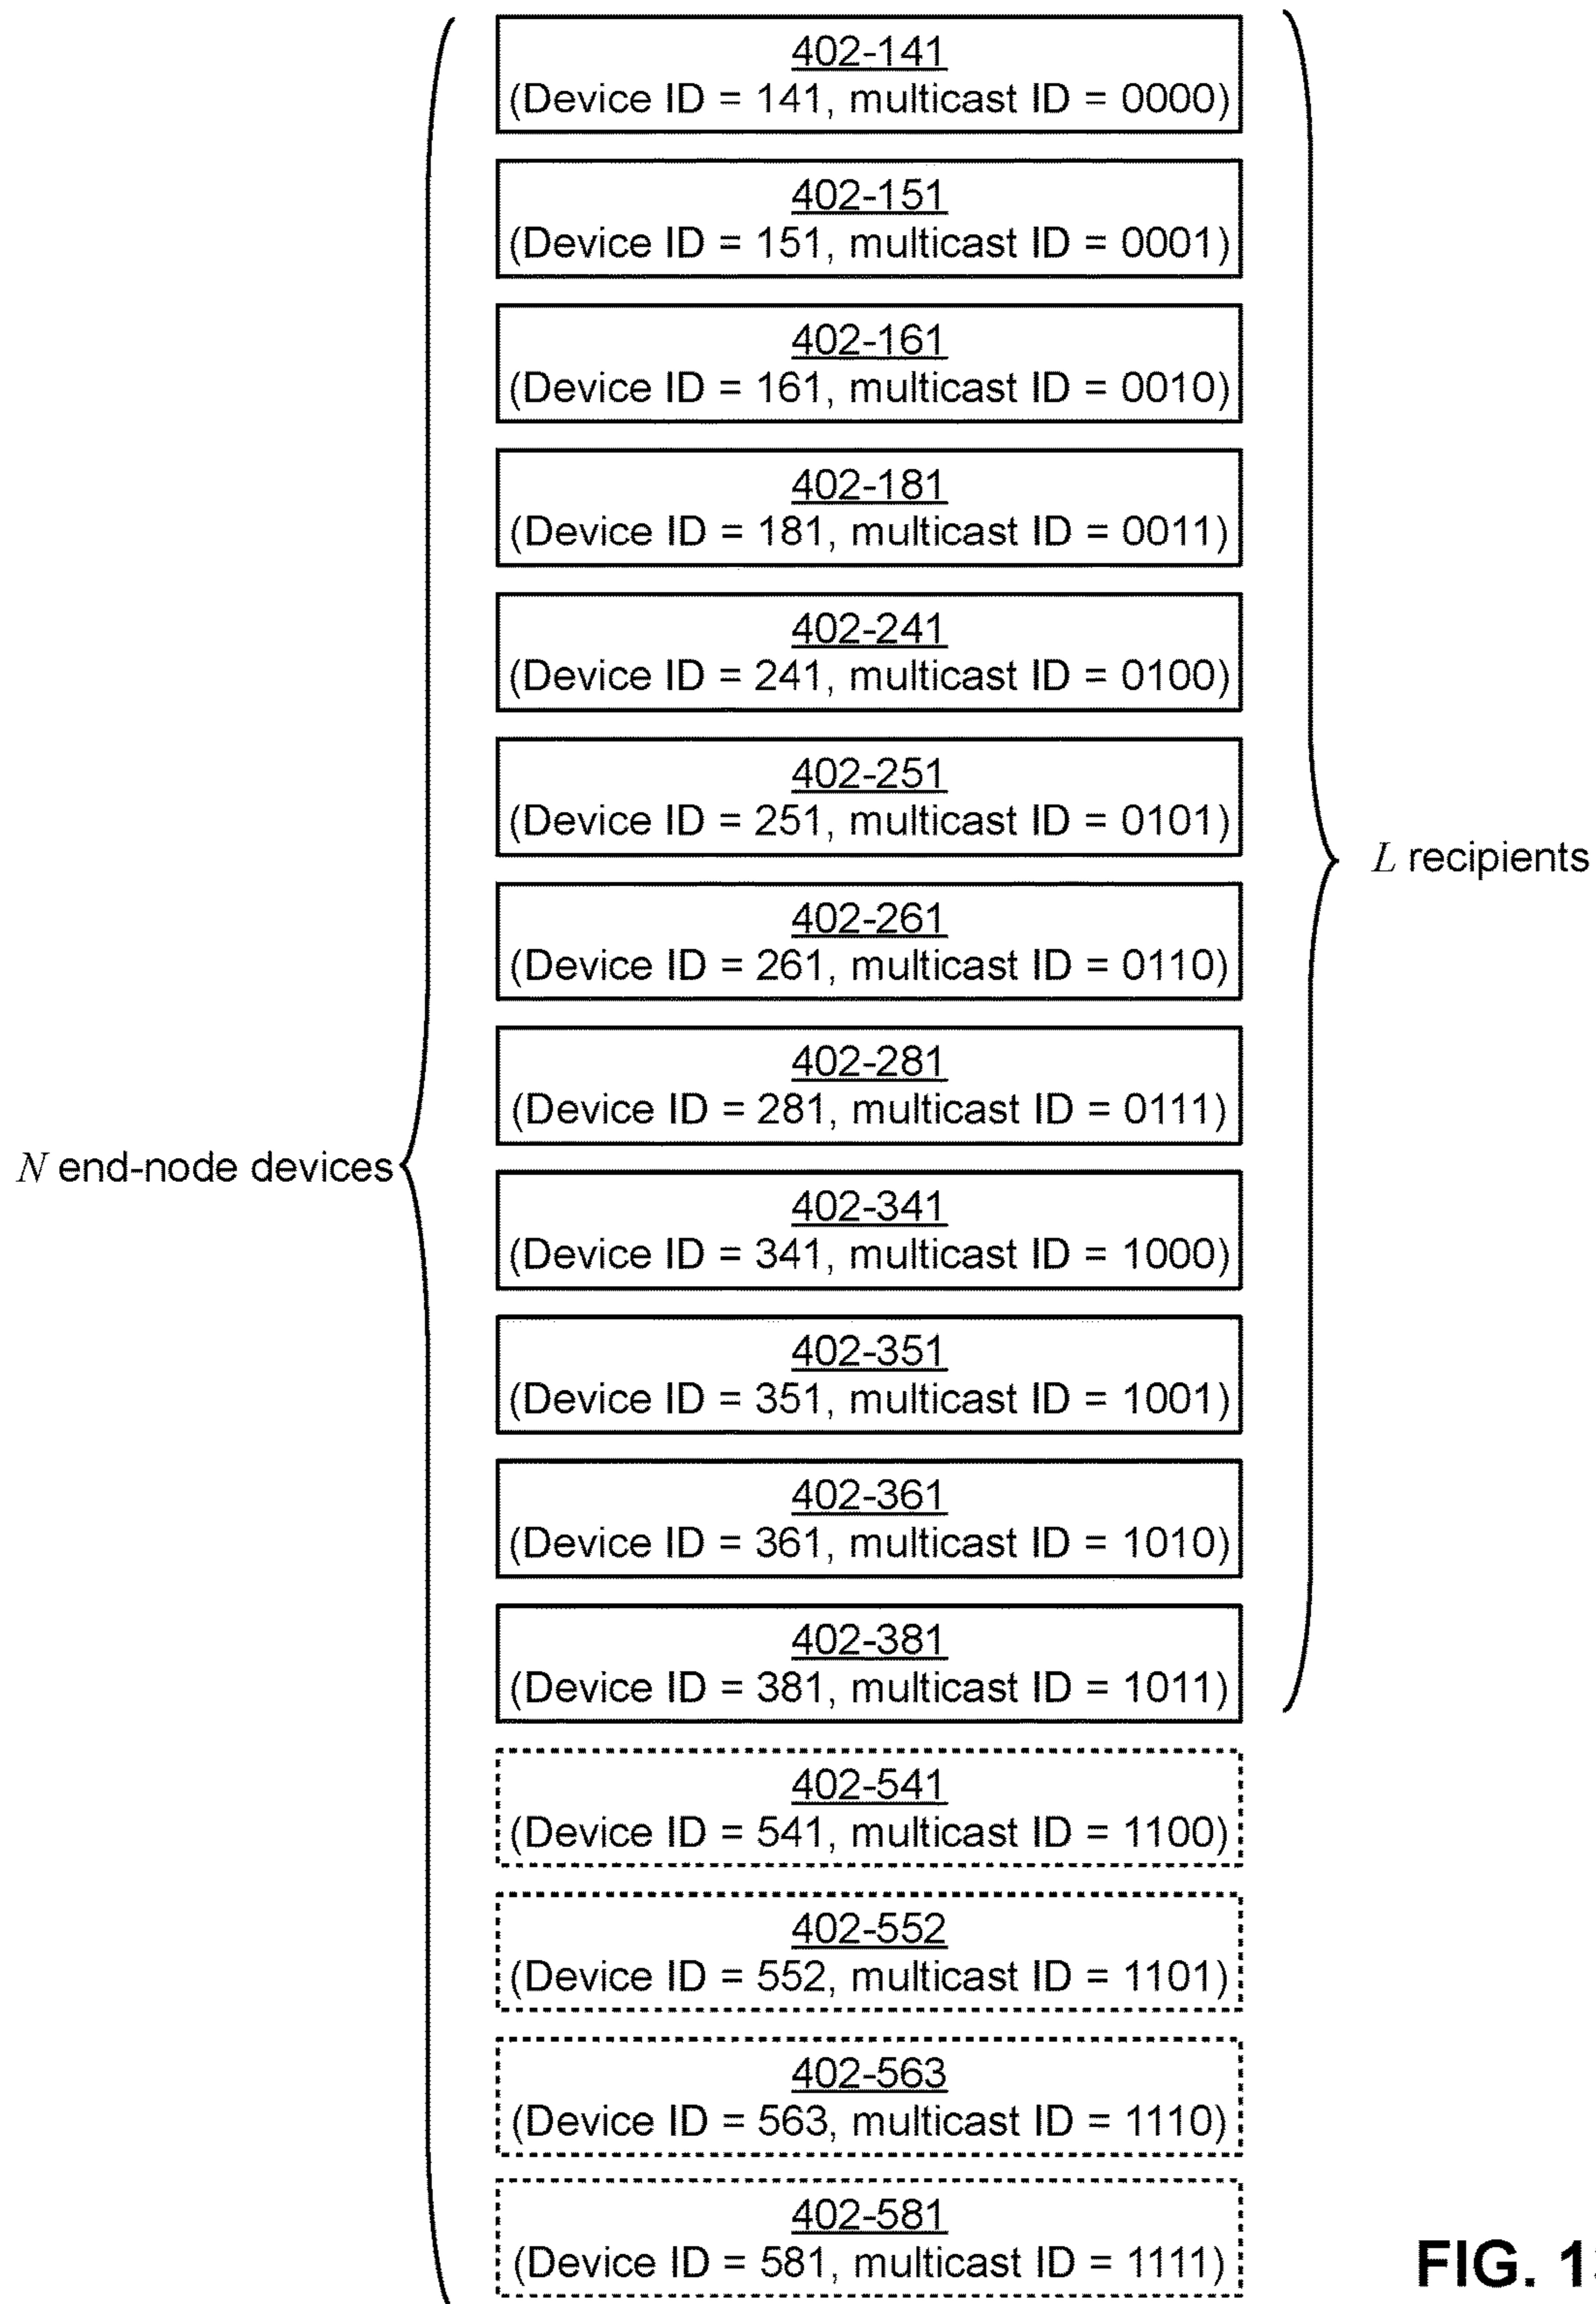 402-141
(Device ID = 141, multicast ID = 0000)
402-151
(Device ID = 151, multicast ID = 0001)
402-161
(Device ID = 161, multicast ID = 0010)
402-181
(Device ID = 181, multicast ID = 0011)
402-241
(Device ID = 241, multicast ID = 0100)
402-251
(Device ID = 251, multicast ID = 0101)
L recipients
402-261
(Device ID = 261, multicast ID = 0110)
402-281
(Device ID = 281, multicast ID = 0111)
N end-node devices
402-341
(Device ID = 341, multicast ID = 1000)
402-351
(Device ID = 351, multicast ID = 1001)
402-361
(Device ID = 361, multicast ID = 1010)
402-381
(Device ID = 381, multicast ID = 1011)
402-541
(Device ID = 541, multicast ID = 1100)
402-552
(Device ID = 552, multicast ID = 1101)
402-563
(Device ID = 563, multicast ID = 1110)
402-581
(Device ID = 581, multicast ID = 1111)
FIG.